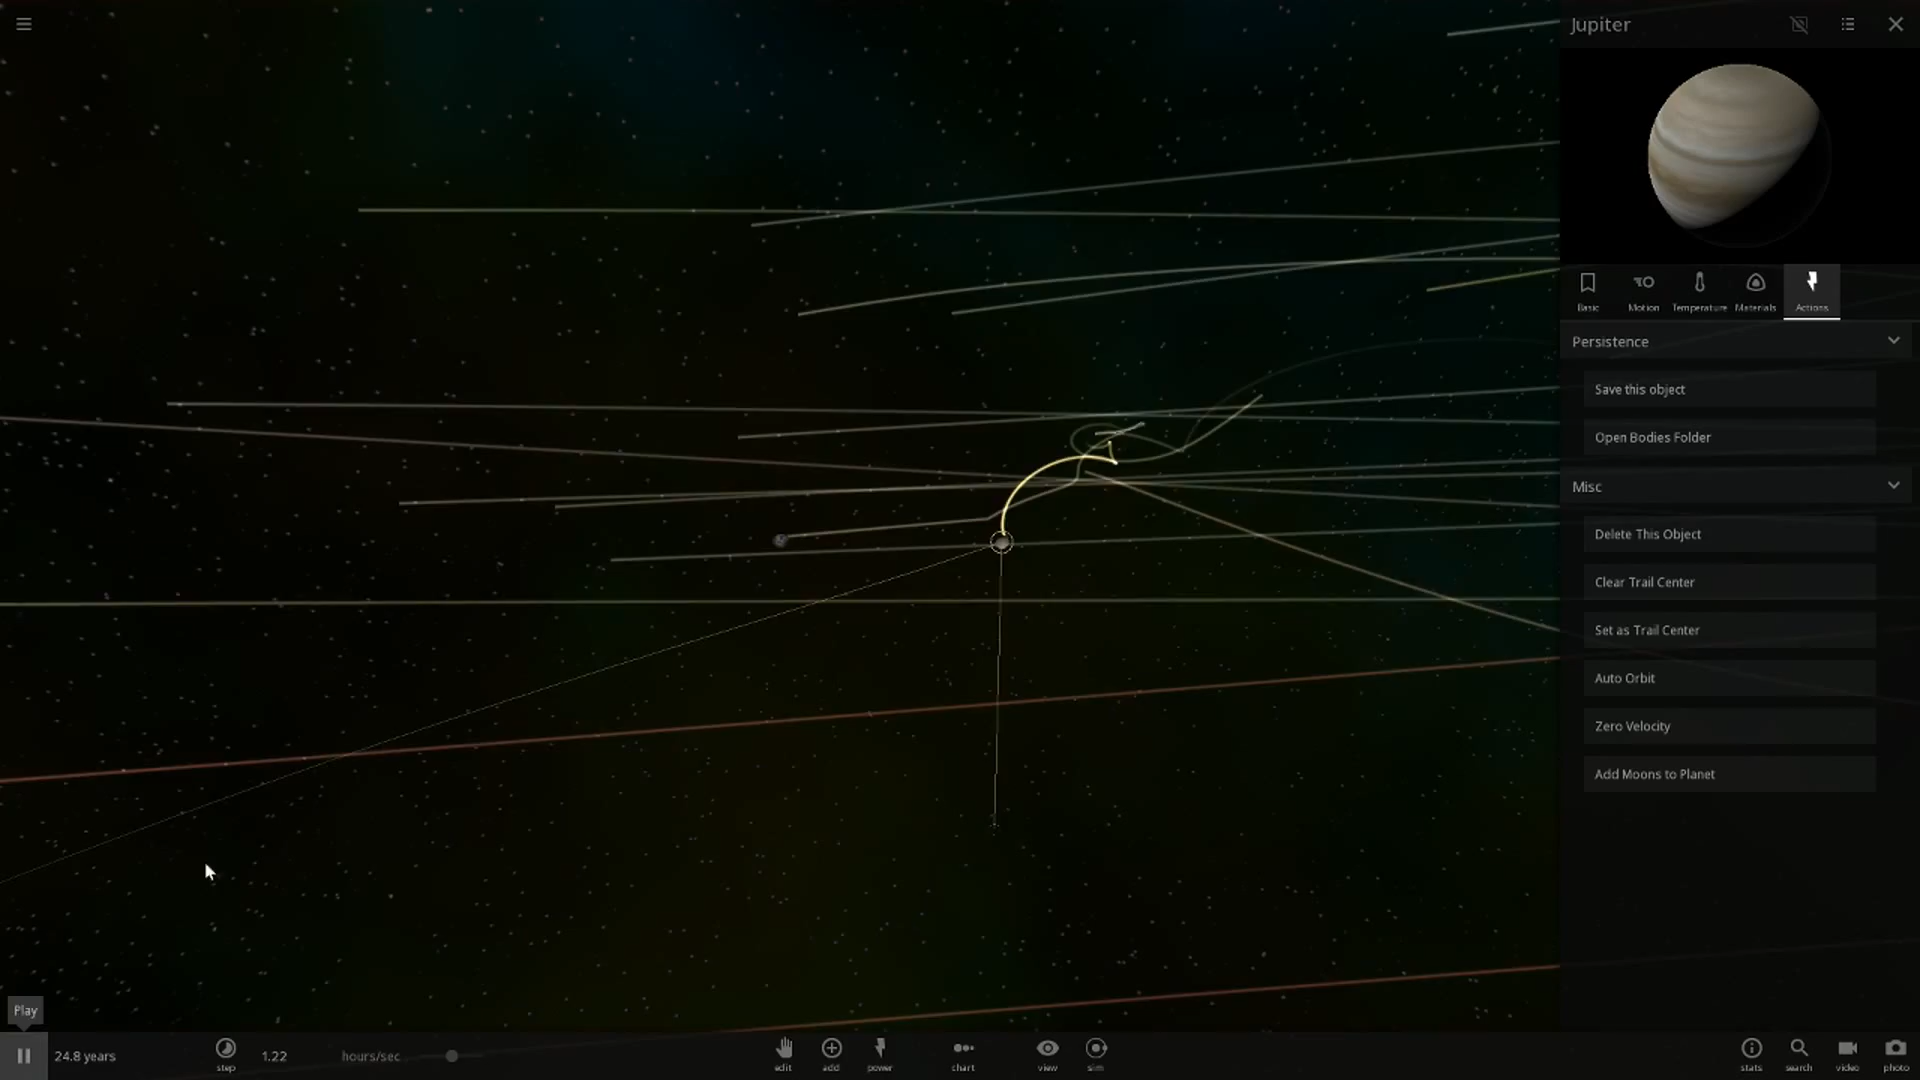 Jupiter
Basic
Motion
Temperature
Materials
Actions
Persistence
Save this object
Open Bodies Folder
Misc
Delete This Object
Clear Trail Center
Set as Trail Center
Auto Orbit
Zero Velocity
Add Moons to Planet
Play
24.8 years
step
1.22
hours/sec
edit
add
power
chart
view
sim
stats
search
video
photo